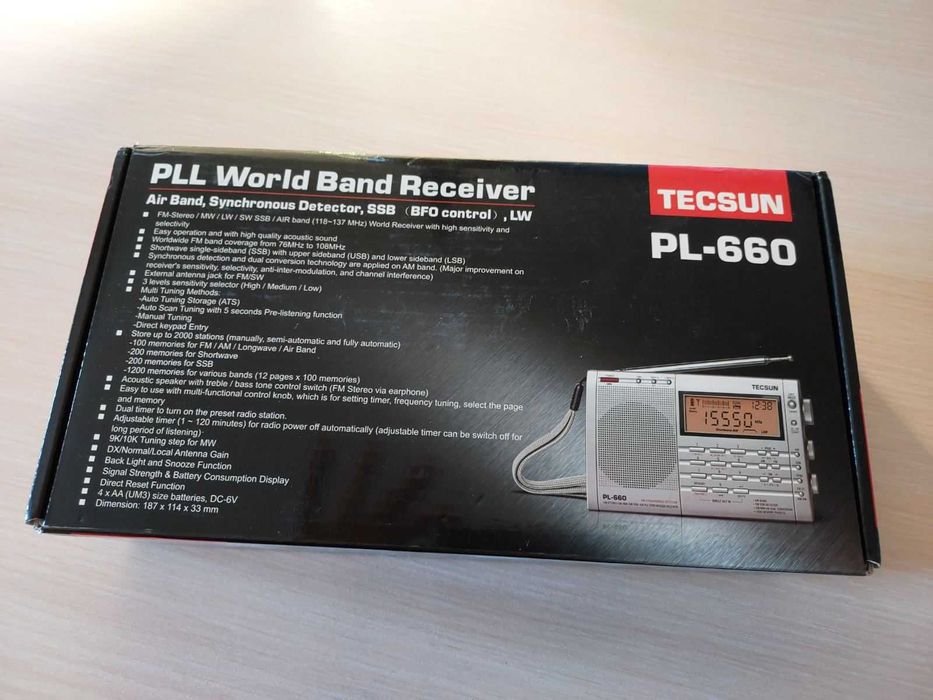 PLL World Band Receiver
Air Band, Synchronous Detector, SSB (BFO control), LW
FM-Stereo / MW / LW / SW SSB / AIR band (118~137 MHz) World Receiver with high sensitivity and
selectivity
Easy operation and with high quality acoustic sound
Worldwide FM band coverage from 76MHz to 108MHz
Shortwave single-sideband (SSB) with upper sideband (USB) and lower sideband (LSB)
Synchronous detection and dual conversion technology are applied on AM band. (Major improvement on
receiver's sensitivity, selectivity, anti-inter-modulation, and channel interference)
External antenna jack for FM/SW
3 levels sensitivity selector (High / Medium / Low)
Multi Tuning Methods:
-Auto Tuning Storage (ATS)
-Auto Scan Tuning with 5 seconds Pre-listening function
-Manual Tuning
-Direct keypad Entry
Store up to 2000 stations (manually, semi-automatic and fully automatic)
-100 memories for FM / AM / Longwave / Air Band
-200 memories for Shortwave
-200 memories for SSB
-1200 memories for various bands (12 pages x 100 memories)
Acoustic speaker with treble / bass tone control switch (FM Stereo via earphone)
Easy to use with multi-functional control knob, which is for setting timer, frequency tuning, select the page
and memory
Dual timer to turn on the preset radio station.
Adjustable timer (1 ~ 120 minutes) for radio power off automatically (adjustable timer can be switch off for
long period of listening)·
9K/10K Tuning step for MW
DX/Normal/Local Antenna Gain
Back Light and Snooze Function
Signal Strength & Battery Consumption Display
Direct Reset Function
4 x AA (UM3) size batteries, DC-6V
Dimension: 187 x 114 x 33 mm
TECSUN
PL-660
TECSUN
12:38
15550
PL-660